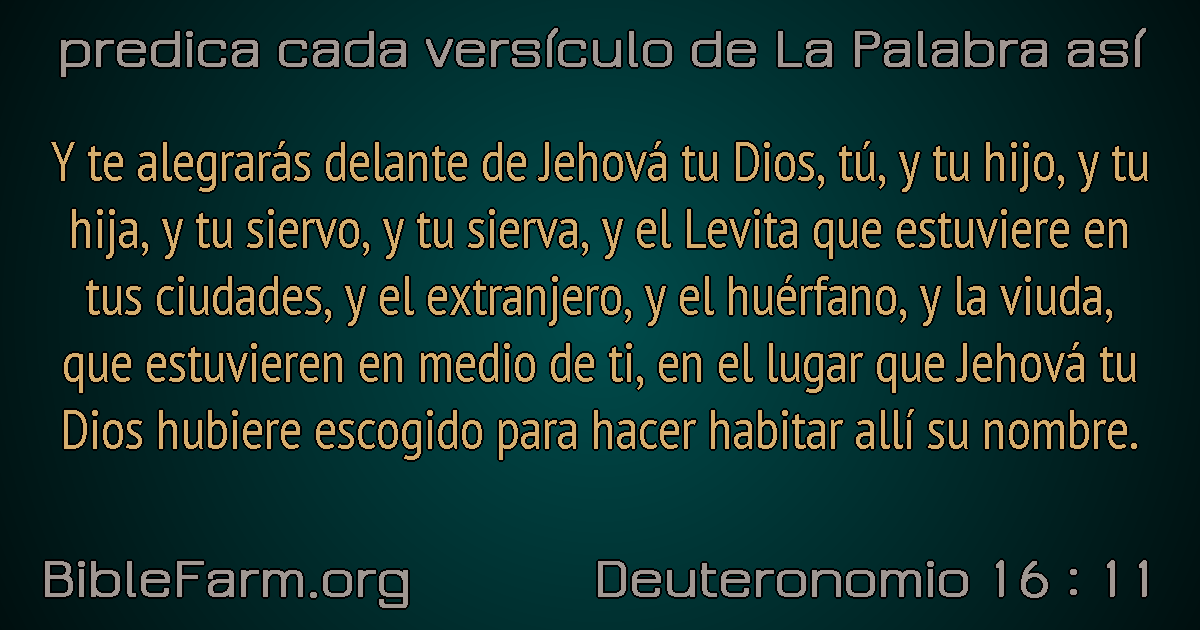 predica cada versículo de La Palabra así
Y te alegrarás delante de Jehová tu Dios, tú, y tu hijo, y tu
hija, y tu siervo, y tu sierva, y el Levita que estuviere en
tus ciudades, y el extranjero, y el huérfano, y la viuda,
que estuvieren en medio de ti, en el lugar que Jehová tu
Dios hubiere escogido para hacer habitar allí su nombre.
BibleFarm.org
Deuteronomio 16 : 11